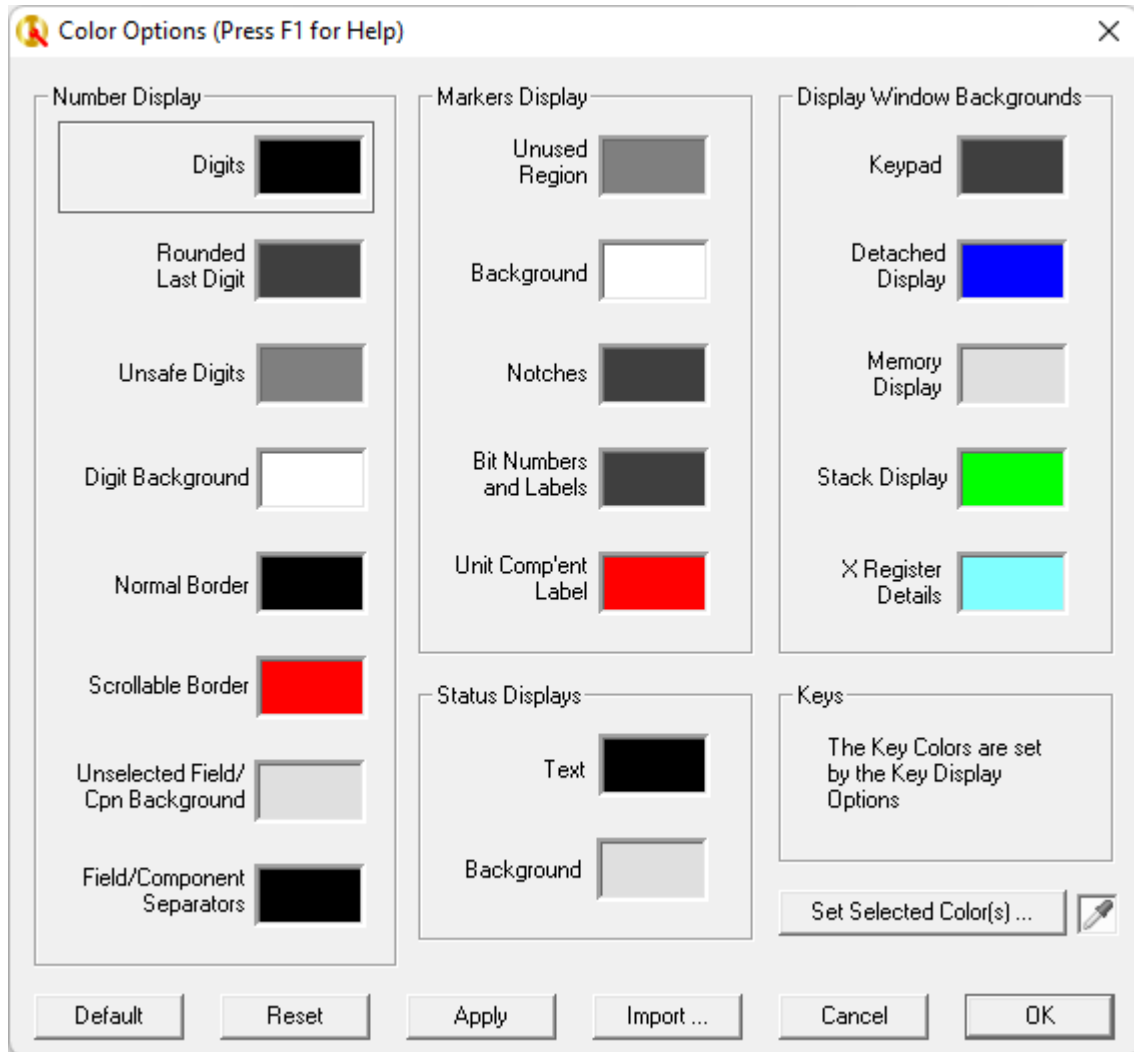 Color Options (Press F1 for Help)
Number Display
Digits
Rounded
Last Digit
Unsafe Digits
Digit Background
Normal Border
Scrollable Border
Unselected Field/
Cpn Background
Field/Component
Separators
Markers Display
Unused
Region
Background
Notches
Bit Numbers
and Labels
Unit Comp'ent
Label
Status Displays
Text
Background
Display Window Backgrounds
Keypad
Detached
Display
Memory
Display
Stack Display
X Register
Details
Keys
The Key Colors are set
by the Key Display
Options
Set Selected Color(s) ...
Default
Reset
Apply
Import ...
Cancel
OK